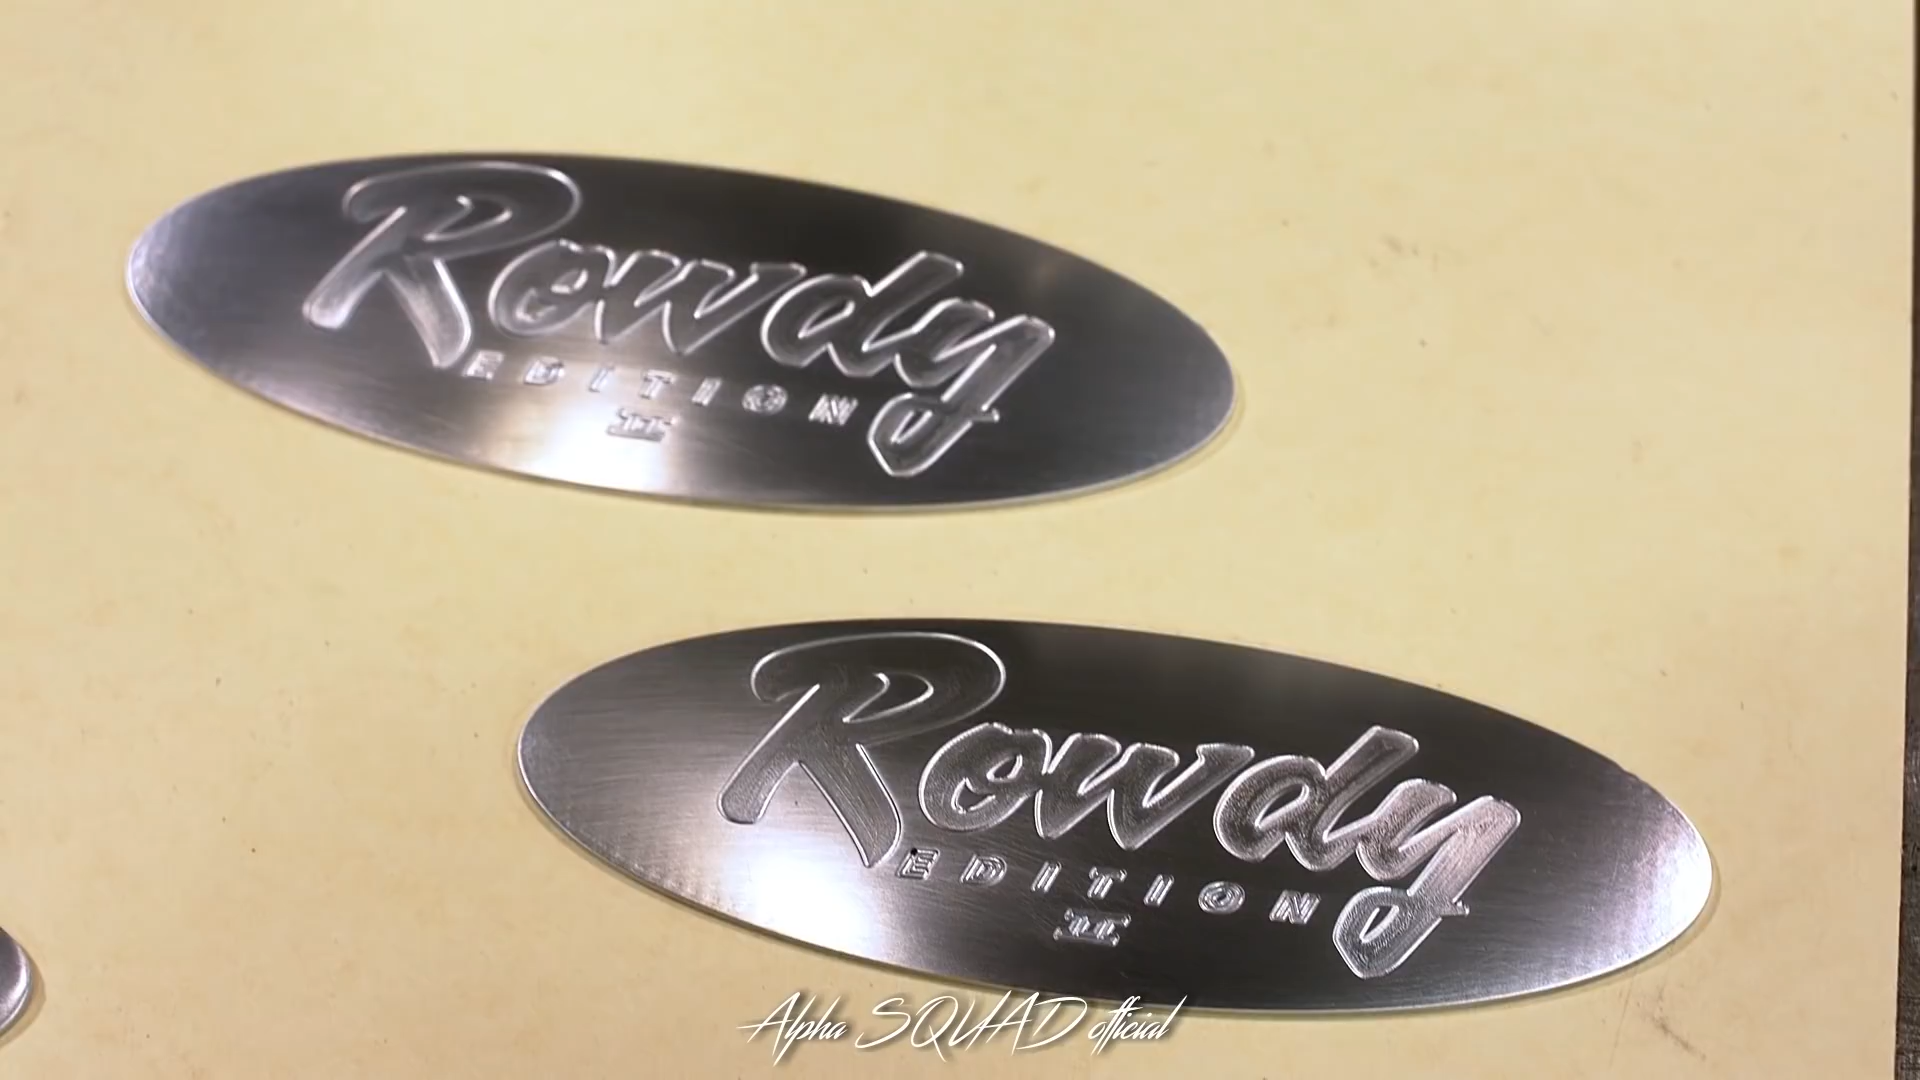 Rowdy
EDITION
II
Rowdy
EDITION
II
Alpha SQUAD official